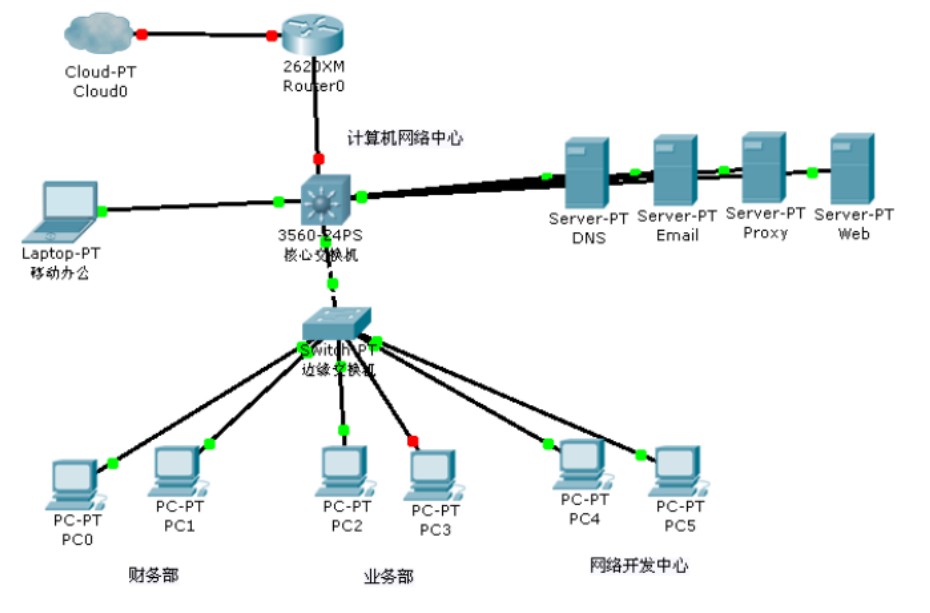 Cloud-PT
Cloud0
2620XM
Router0
计算机网络中心
Laptop-PT
移动办公
3560-24PS
核心交换机
Server-PT
DNS
Server-PT
Email
Server-PT
Proxy
Server-PT
Web
Switch-PT
边缘交换机
PC-PT
PC0
PC-PT
PC1
PC-PT
PC2
PC-PT
PC3
PC-PT
PC4
PC-PT
PC5
财务部
业务部
网络开发中心